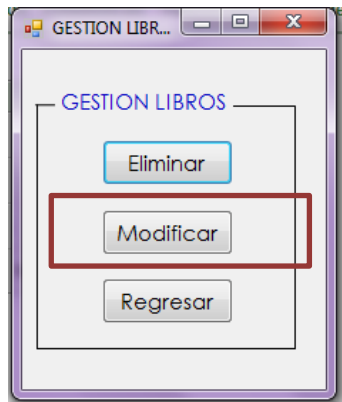 GESTION LIBR...
GESTION LIBROS
Eliminar
Modificar
Regresar